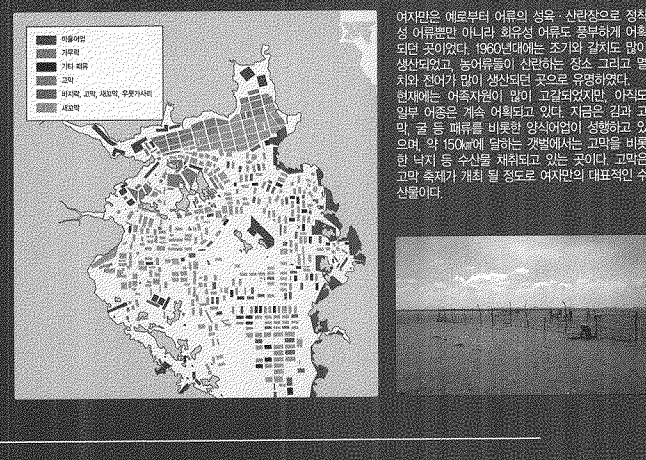 마을어업
가무락
기타 패류
고막
바지락, 고막, 새꼬막, 우뭇가사리
새꼬막
여자만은 예로부터 어류의 성육·산란장으로 정착
성 어류뿐만 아니라 회유성 어류도 풍부하게 어획
되던 곳이었다. 1960년대에는 조기와 갈치도 많이
생산되었고, 농어류들이 산란하는 장소 그리고 멸
치와 전어가 많이 생산되던 곳으로 유명하였다.
현재에는 어족자원이 많이 고갈되었지만, 아직도
일부 어종은 계속 어획되고 있다. 지금은 김과 고
막, 굴 등 패류를 비롯한 양식어업이 성행하고 있
으며, 약 150㎢에 달하는 갯벌에서는 고막을 비롯
한 낙지 등 수산물 채취되고 있는 곳이다. 고막은
고막 축제가 개최 될 정도로 여자만의 대표적인 수
산물이다.